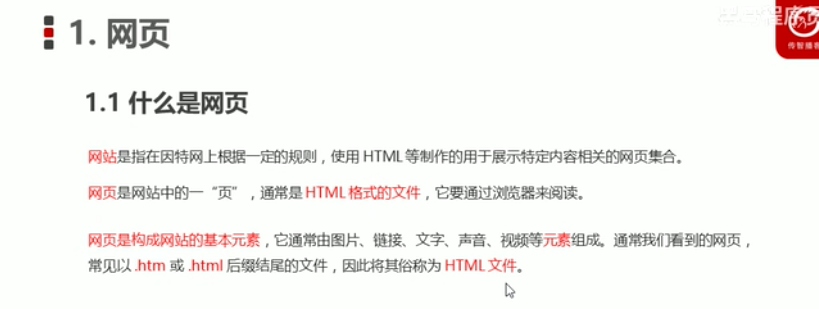 1. 网页
传智播客
1.1 什么是网页
网站是指在因特网上根据一定的规则，使用 HTML 等制作的用于展示特定内容相关的网页集合。
网页是网站中的一“页”，通常是 HTML 格式的文件，它要通过浏览器来阅读。
网页是构成网站的基本元素，它通常由图片、链接、文字、声音、视频等元素组成。通常我们看到的网页，
常见以 .htm 或 .html 后缀结尾的文件，因此将其俗称为 HTML 文件。